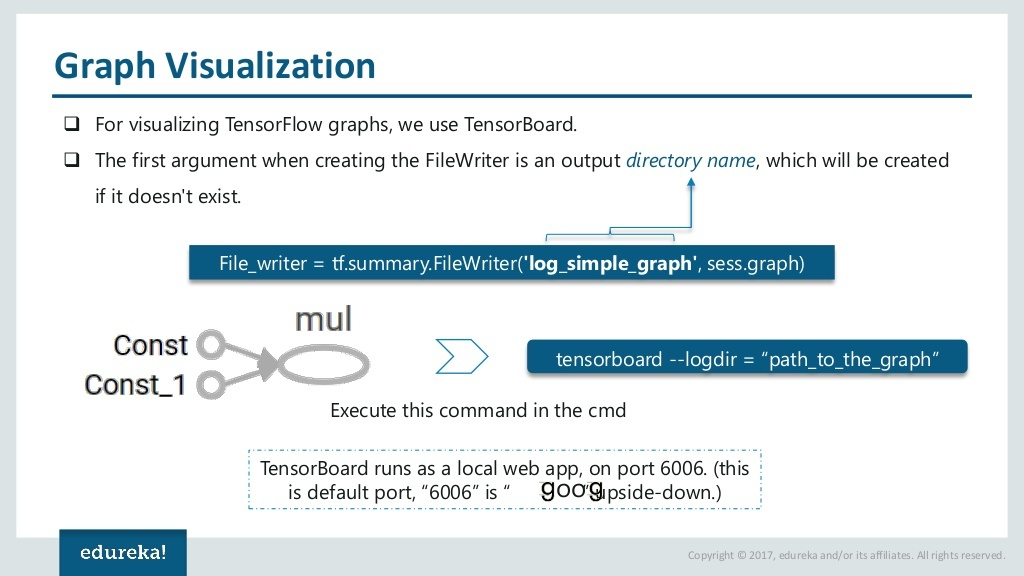 Graph Visualization
❑ For visualizing TensorFlow graphs, we use TensorBoard.
❑ The first argument when creating the FileWriter is an output directory name, which will be created
if it doesn't exist.
File_writer = tf.summary.FileWriter('log_simple_graph', sess.graph)
mul
Const
Const_1
tensorboard --logdir = “path_to_the_graph”
Execute this command in the cmd
TensorBoard runs as a local web app, on port 6006. (this
is default port, “6006” is “ goog ” upside-down.)
edureka!
Copyright © 2017, edureka and/or its affiliates. All rights reserved.